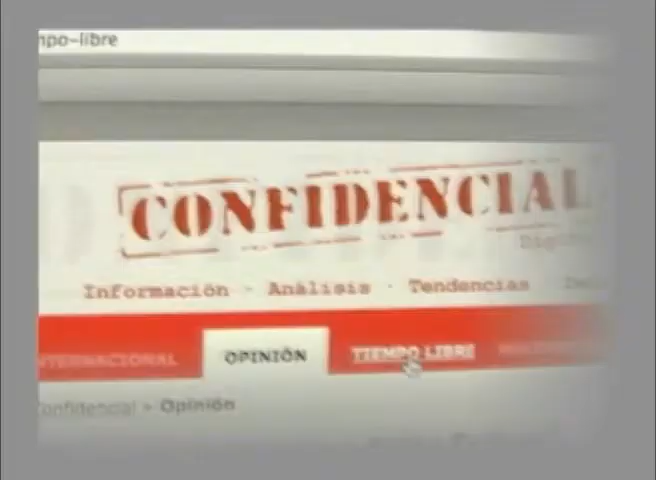 mpo-libre
CONFIDENCIAL
Información · Análisis · Tendencias
INTERNACIONAL OPINIÓN TIEMPO LIBRE
Confidencial » Opinión